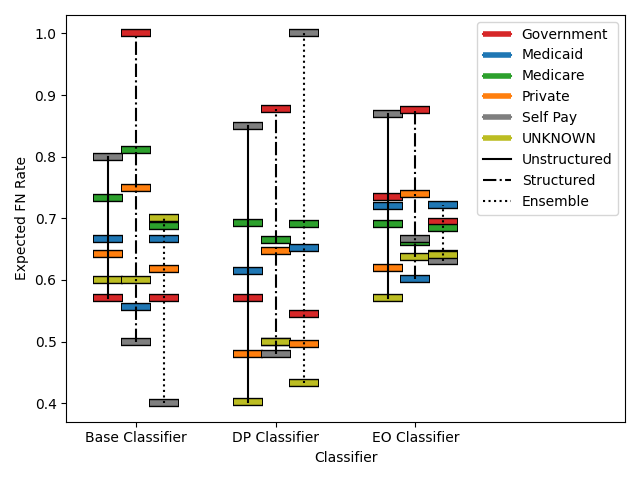 Government
Medicaid
Medicare
Private
Self Pay
UNKNOWN
Unstructured
Structured
Ensemble
Expected FN Rate
1.0
0.9
0.8
0.7
0.6
0.5
0.4
Base Classifier DP Classifier EO Classifier
Classifier